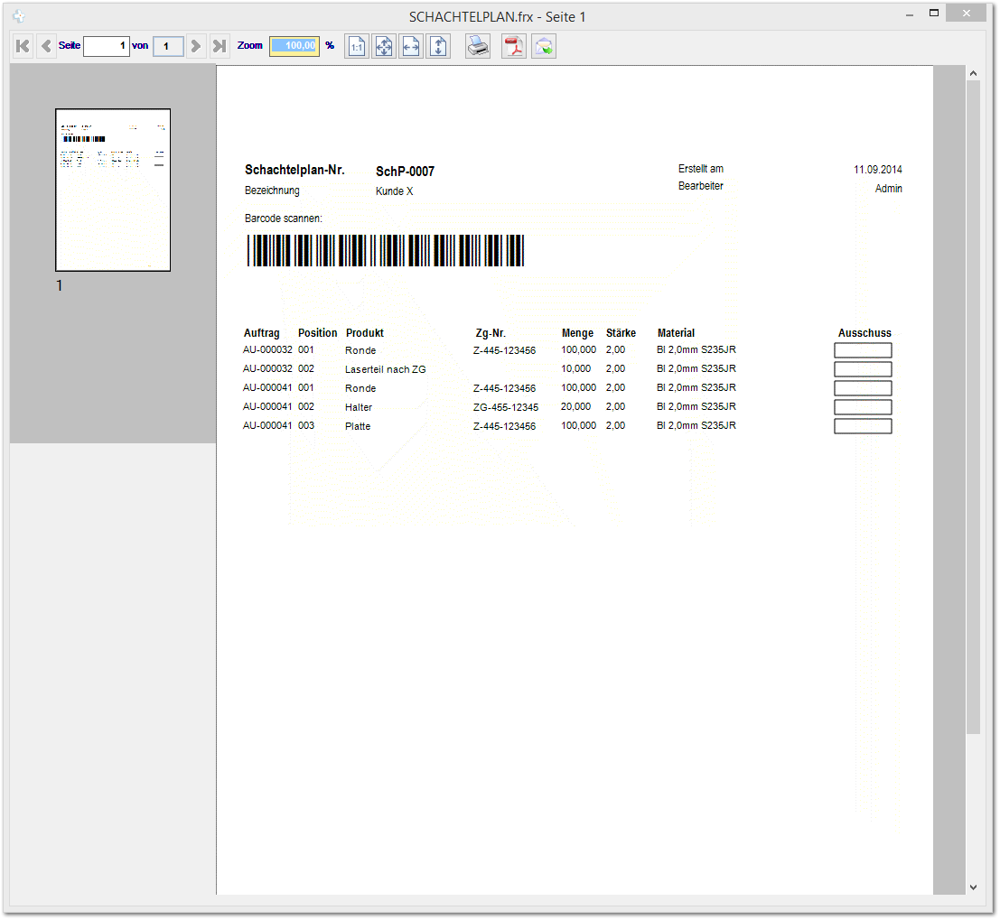 SCHACHTELPLAN.frx - Seite 1
Seite 1 von 1 Zoom 100,00 % 1:1
1
Schachtelplan-Nr. SchP-0007 Erstellt am 11.09.2014
Bezeichnung Kunde X Bearbeiter Admin
Barcode scannen:
Auftrag Position Produkt Zg-Nr. Menge Stärke Material Ausschuss
AU-000032 001 Ronde Z-445-123456 100,000 2,00 Bl 2,0mm S235JR
AU-000032 002 Laserteil nach ZG 10,000 2,00 Bl 2,0mm S235JR
AU-000041 001 Ronde Z-445-123456 100,000 2,00 Bl 2,0mm S235JR
AU-000041 002 Halter ZG-455-12345 20,000 2,00 Bl 2,0mm S235JR
AU-000041 003 Platte Z-445-123456 100,000 2,00 Bl 2,0mm S235JR